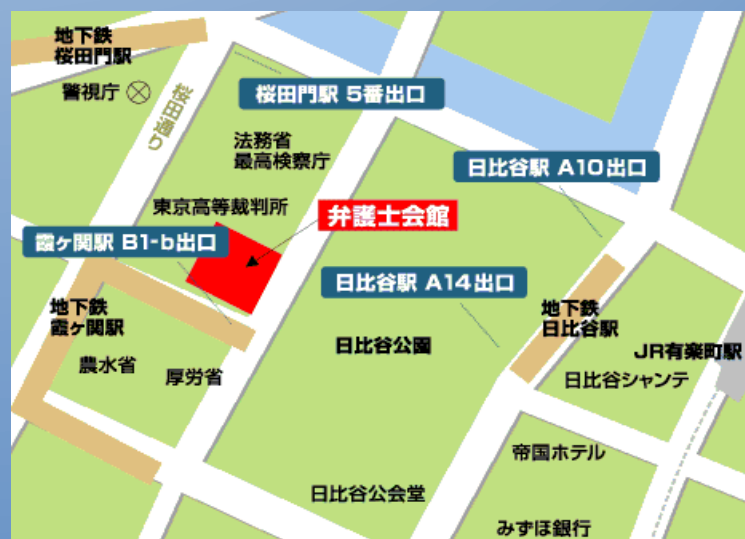 地下鉄
桜田門駅
警視庁
桜田通り
桜田門駅 5番出口
法務省
最高検察庁
日比谷駅 A10出口
東京高等裁判所
弁護士会館
霞ヶ関駅 B1-b出口
日比谷駅 A14出口
地下鉄
霞ヶ関駅
地下鉄
日比谷駅
日比谷公園
JR有楽町駅
農水省
厚労省
日比谷シャンテ
帝国ホテル
日比谷公会堂
みずほ銀行